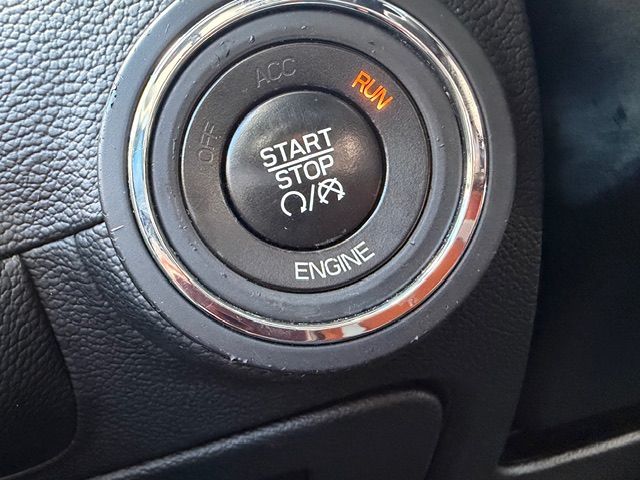 ACC
RUN
OFF
START
STOP
ENGINE